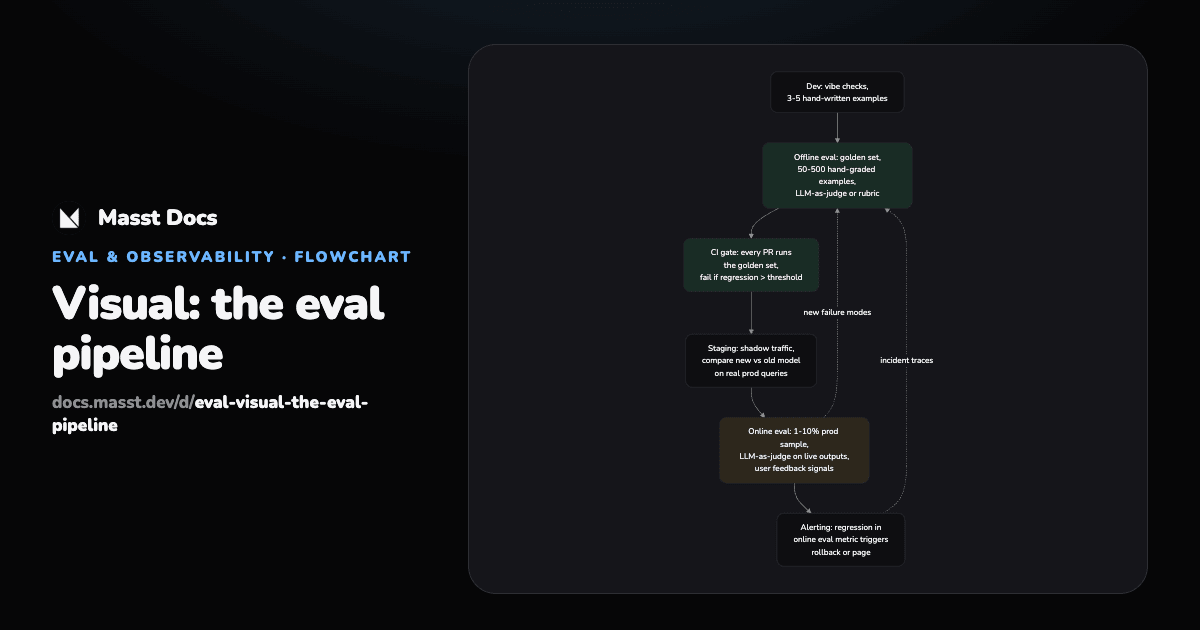 Masst Docs
EVAL & OBSERVABILITY · FLOWCHART
Visual: the eval
pipeline
docs.masst.dev/d/eval-visual-the-eval-
pipeline
Dev: vibe checks,
3-5 hand-written examples
Offline eval: golden set,
50-500 hand-graded
examples,
LLM-as-judge or rubric
CI gate: every PR runs
the golden set,
fail if regression > threshold
new failure modes
Staging: shadow traffic,
compare new vs old model
on real prod queries
incident traces
Online eval: 1-10% prod
sample,
LLM-as-judge on live outputs,
user feedback signals
Alerting: regression in
online eval metric triggers
rollback or page